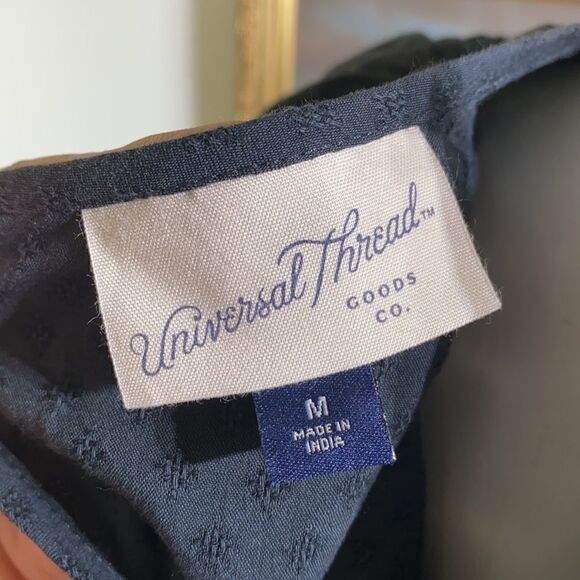 Universal Thread™
GOODS
CO.
M
MADE IN
INDIA